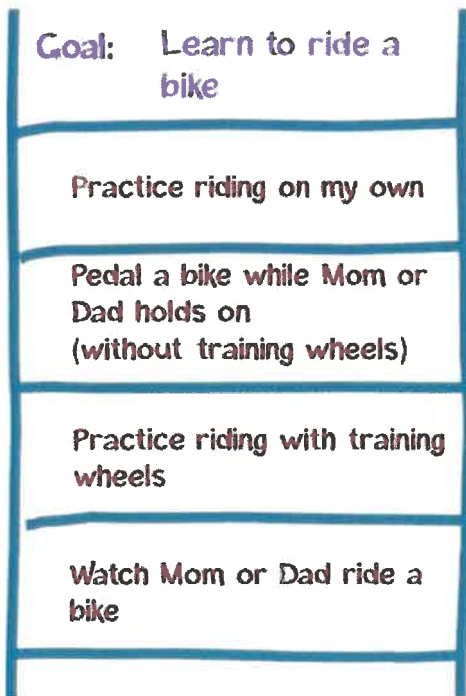 Goal: Learn to ride a
bike
Practice riding on my own
Pedal a bike while Mom or
Dad holds on
(without training wheels)
Practice riding with training
wheels
Watch Mom or Dad ride a
bike